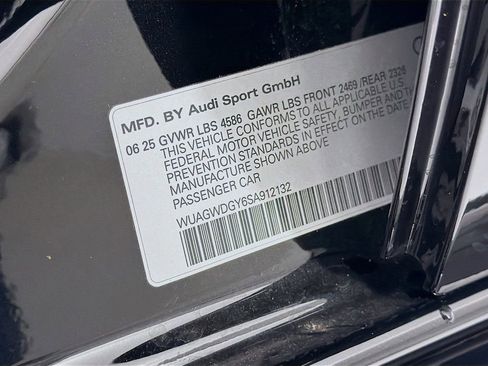 MFD. BY Audi Sport GmbH
06 25 GVWR LBS 4586 GAWR LBS FRONT 2469 /REAR 2326
THIS VEHICLE CONFORMS TO ALL APPLICABLE U.S.
FEDERAL MOTOR VEHICLE SAFETY, BUMPER AND TH
PREVENTION STANDARDS IN EFFECT ON THE DATE
MANUFACTURE SHOWN ABOVE
PASSENGER CAR
WUAGWDGY6SA912132